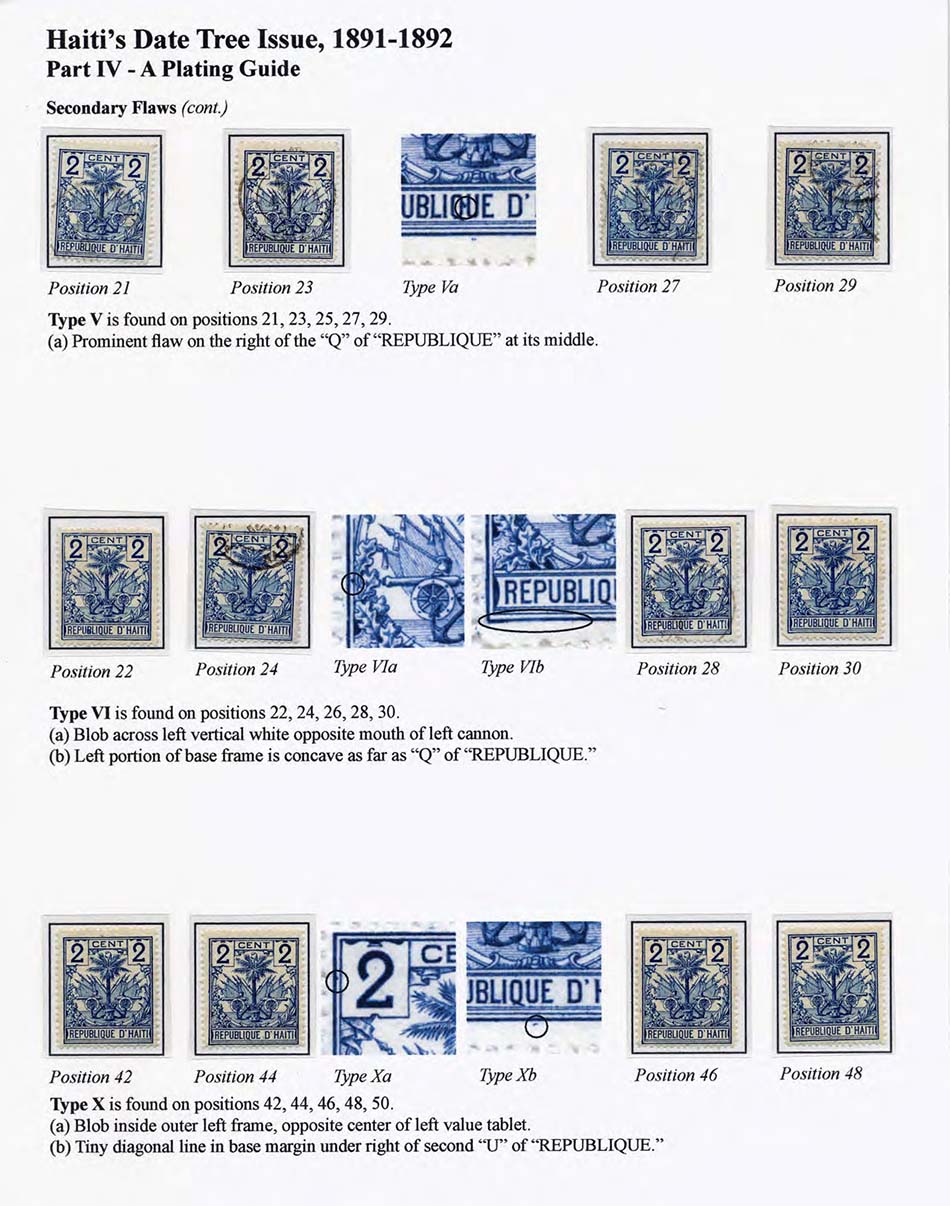 Haiti's Date Tree Issue, 1891-1892
Part IV - A Plating Guide
Secondary Flaws (cont.)
2 CENT 2
REPUBLIQUE D'HAITI
2 CENT 2
REPUBLIQUE D'HAITI
UBLIQUE D'
2 CENT 2
REPUBLIQUE D'HAITI
2 CENT 2
REPUBLIQUE D'HAITI
Position 21
Position 23
Type Va
Position 27
Position 29
Type V is found on positions 21, 23, 25, 27, 29.
(a) Prominent flaw on the right of the “Q” of “REPUBLIQUE” at its middle.
2 CENT 2
REPUBLIQUE D'HAITI
2 CENT 2
REPUBLIQUE D'HAITI
REPUBLIQU
2 CENT 2
REPUBLIQUE D'HAITI
2 CENT 2
REPUBLIQUE D'HAITI
Position 22
Position 24
Type VIa
Type VIb
Position 28
Position 30
Type VI is found on positions 22, 24, 26, 28, 30.
(a) Blob across left vertical white opposite mouth of left cannon.
(b) Left portion of base frame is concave as far as “Q” of “REPUBLIQUE.”
2 CENT 2
REPUBLIQUE D'HAITI
2 CENT 2
REPUBLIQUE D'HAITI
2 CE
UBLIQUE D'H
2 CENT 2
REPUBLIQUE D'HAITI
2 CENT 2
REPUBLIQUE D'HAITI
Position 42
Position 44
Type Xa
Type Xb
Position 46
Position 48
Type X is found on positions 42, 44, 46, 48, 50.
(a) Blob inside outer left frame, opposite center of left value tablet.
(b) Tiny diagonal line in base margin under right of second “U” of “REPUBLIQUE.”